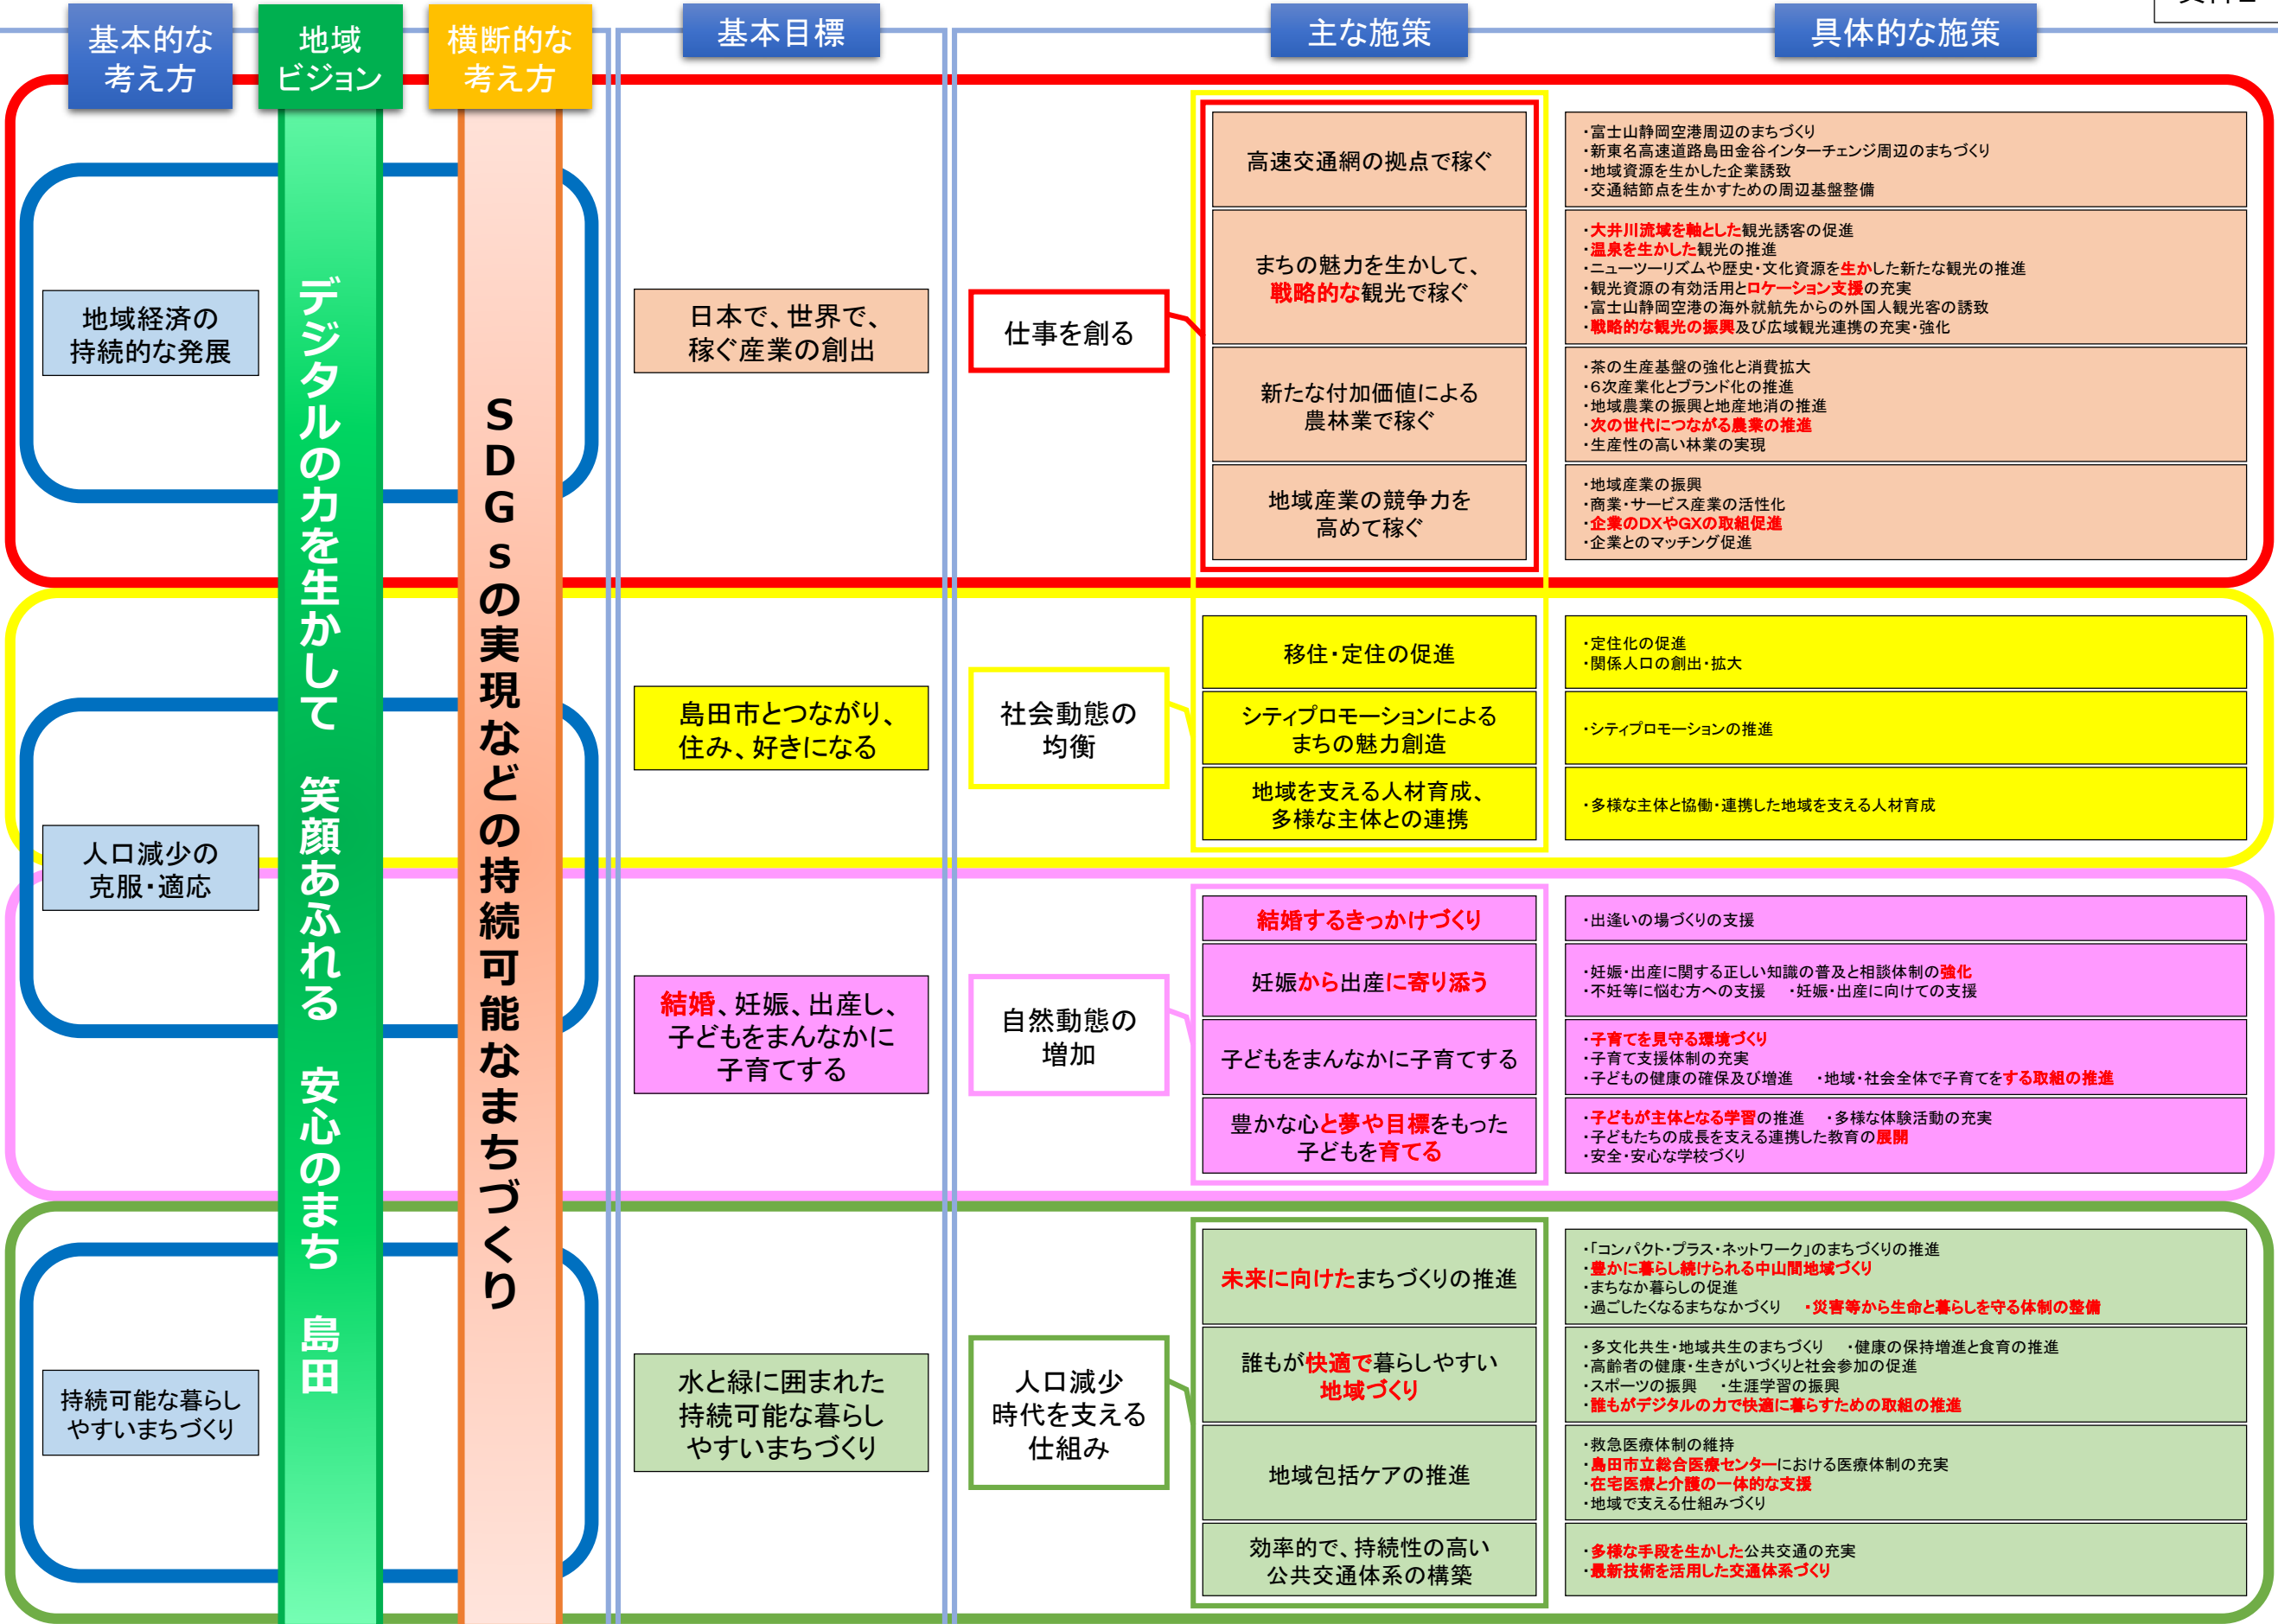 基本的な
考え方
地域
ビジョン
横断的な
考え方
基本目標
主な施策
具体的な施策
デジタルの力を生かして　笑顔あふれる　安心のまち　島田
SDGsの実現などの持続可能なまちづくり
地域経済の
持続的な発展
日本で、世界で、
稼ぐ産業の創出
仕事を創る
高速交通網の拠点で稼ぐ
・富士山静岡空港周辺のまちづくり
・新東名高速道路島田金谷インターチェンジ周辺のまちづくり
・地域資源を生かした企業誘致
・交通結節点を生かすための周辺基盤整備
まちの魅力を生かして、
戦略的な観光で稼ぐ
・大井川流域を軸とした観光誘客の促進
・温泉を生かした観光の推進
・ニューツーリズムや歴史・文化資源を生かした新たな観光の推進
・観光資源の有効活用とロケーション支援の充実
・富士山静岡空港の海外就航先からの外国人観光客の誘致
・戦略的な観光の振興及び広域観光連携の充実・強化
新たな付加価値による
農林業で稼ぐ
・茶の生産基盤の強化と消費拡大
・6次産業化とブランド化の推進
・地域農業の振興と地産地消の推進
・次の世代につながる農業の推進
・生産性の高い林業の実現
地域産業の競争力を
高めて稼ぐ
・地域産業の振興
・商業・サービス産業の活性化
・企業のDXやGXの取組促進
・企業とのマッチング促進
人口減少の
克服・適応
島田市とつながり、
住み、好きになる
社会動態の
均衡
移住・定住の促進
・定住化の促進
・関係人口の創出・拡大
シティプロモーションによる
まちの魅力創造
・シティプロモーションの推進
地域を支える人材育成、
多様な主体との連携
・多様な主体と協働・連携した地域を支える人材育成
結婚、妊娠、出産し、
子どもをまんなかに
子育てする
自然動態の
増加
結婚するきっかけづくり
・出逢いの場づくりの支援
妊娠から出産に寄り添う
・妊娠・出産に関する正しい知識の普及と相談体制の強化
・不妊等に悩む方への支援　・妊娠・出産に向けての支援
子どもをまんなかに子育てする
・子育てを見守る環境づくり
・子育て支援体制の充実
・子どもの健康の確保及び増進　・地域・社会全体で子育てをする取組の推進
豊かな心と夢や目標をもった
子どもを育てる
・子どもが主体となる学習の推進　・多様な体験活動の充実
・子どもたちの成長を支える連携した教育の展開
・安全・安心な学校づくり
持続可能な暮らし
やすいまちづくり
水と緑に囲まれた
持続可能な暮らし
やすいまちづくり
人口減少
時代を支える
仕組み
未来に向けたまちづくりの推進
・「コンパクト・プラス・ネットワーク」のまちづくりの推進
・豊かに暮らし続けられる中山間地域づくり
・まちなか暮らしの促進
・過ごしたくなるまちなかづくり　・災害等から生命と暮らしを守る体制の整備
誰もが快適で暮らしやすい
地域づくり
・多文化共生・地域共生のまちづくり　・健康の保持増進と食育の推進
・高齢者の健康・生きがいづくりと社会参加の促進
・スポーツの振興　・生涯学習の振興
・誰もがデジタルの力で快適に暮らすための取組の推進
地域包括ケアの推進
・救急医療体制の維持
・島田市立総合医療センターにおける医療体制の充実
・在宅医療と介護の一体的な支援
・地域で支える仕組みづくり
効率的で、持続性の高い
公共交通体系の構築
・多様な手段を生かした公共交通の充実
・最新技術を活用した交通体系づくり